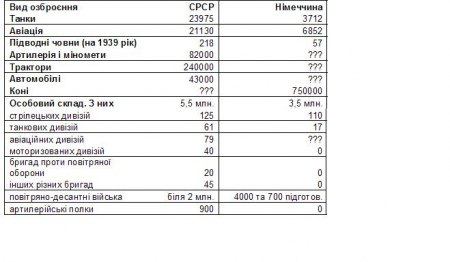 Вид озброєння СРСР Німеччина
Танки 23975 3712
Авіація 21130 6852
Підводні човни (на 1939 рік) 218 57
Артилерія і міномети 82000 ???
Трактори 240000 ???
Автомобілі 43000 ???
Коні ??? 750000
Особовий склад. З них 5,5 млн. 3,5 млн.
стрілецьких дивізій 125 110
танкових дивізій 61 17
авіаційних дивізій 79 ???
моторизованих дивізій 40 0
бригад проти повітряної
оборони 20 0
інших різних бригад 45 0
повітряно-десантні війська біля 2 млн. 4000 та 700 підготов.
артилерійські полки 900 0